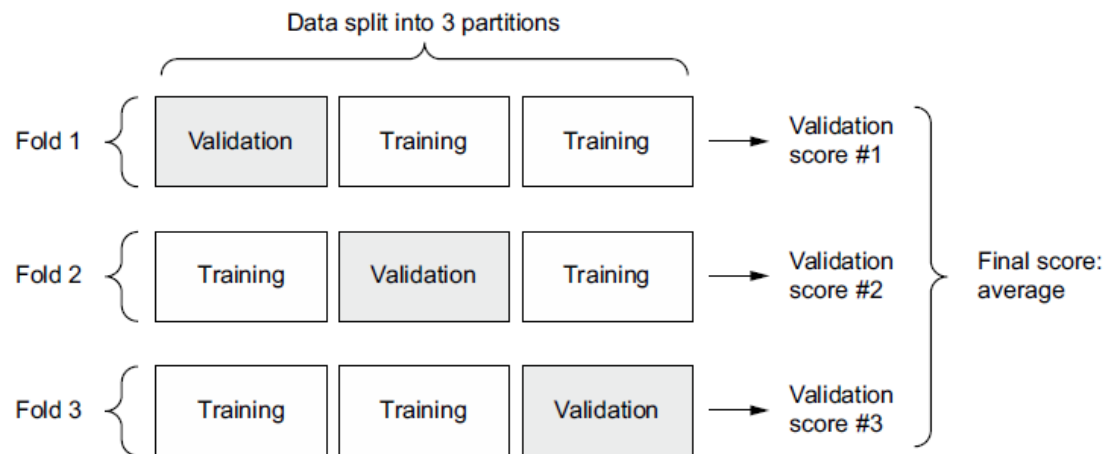 Data split into 3 partitions
Fold 1
Validation
Training
Training
Validation
score #1
Fold 2
Training
Validation
Training
Validation
score #2
Final score:
average
Fold 3
Training
Training
Validation
Validation
score #3